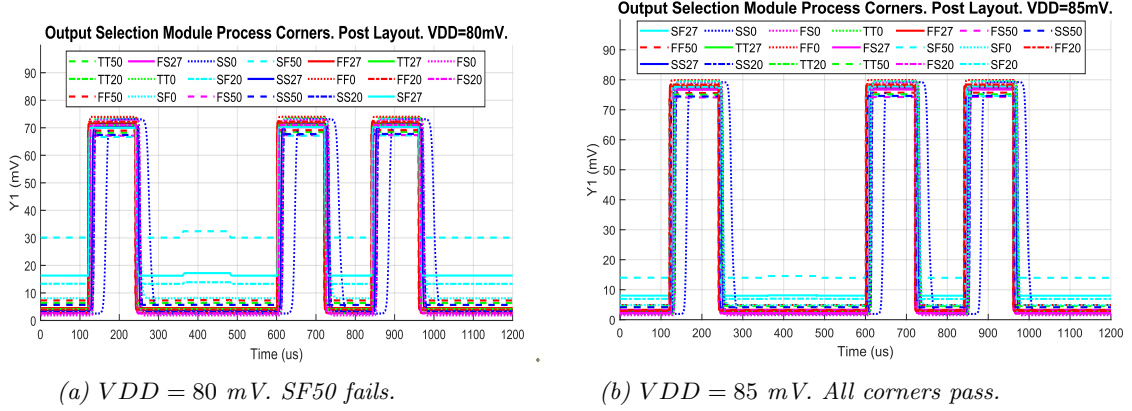 Output Selection Module Process Corners. Post Layout. VDD=80mV.
TT50 FS27 SS0 SF50 FF27 TT27 FS0
TT20 TT0 SF20 SS27 FF0 FF20 FS20
FF50 SF0 FS50 SS50 SS20 SF27
90
80
70
60
50
40
30
20
10
0
Y1 (mV)
0 100 200 300 400 500 600 700 800 900 1000 1100 1200
Time (us)
(a) VDD = 80 mV. SF50 fails.
Output Selection Module Process Corners. Post Layout. VDD=85mV.
SF27 SS0 FS0 TT0 FF27 SS50
FF50 TT27 FF0 FS27 SF50 SF0 FF20
SS27 SS20 TT20 TT50 FS20 SF20
90
80
70
60
50
40
30
20
10
0
Y1 (mV)
0 100 200 300 400 500 600 700 800 900 1000 1100 1200
Time (us)
(b) VDD = 85 mV. All corners pass.